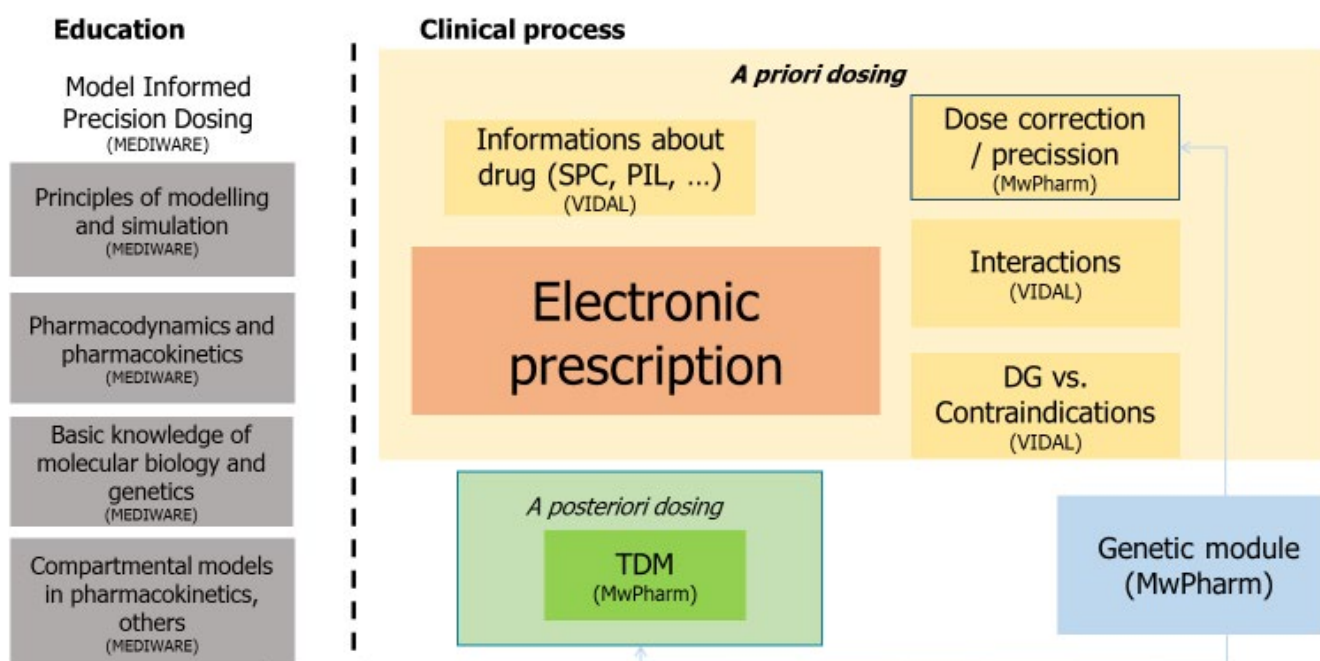 Education
Model Informed
Precision Dosing
(MEDIWARE)
Principles of modelling
and simulation
(MEDIWARE)
Pharmacodynamics and
pharmacokinetics
(MEDIWARE)
Basic knowledge of
molecular biology and
genetics
(MEDIWARE)
Compartmental models
in pharmacokinetics,
others
(MEDIWARE)
Clinical process
A priori dosing
Informations about
drug (SPC, PIL, ...)
(VIDAL)
Dose correction
/ precission
(MwPharm)
Electronic
prescription
Interactions
(VIDAL)
DG vs.
Contraindications
(VIDAL)
A posteriori dosing
TDM
(MwPharm)
Genetic module
(MwPharm)